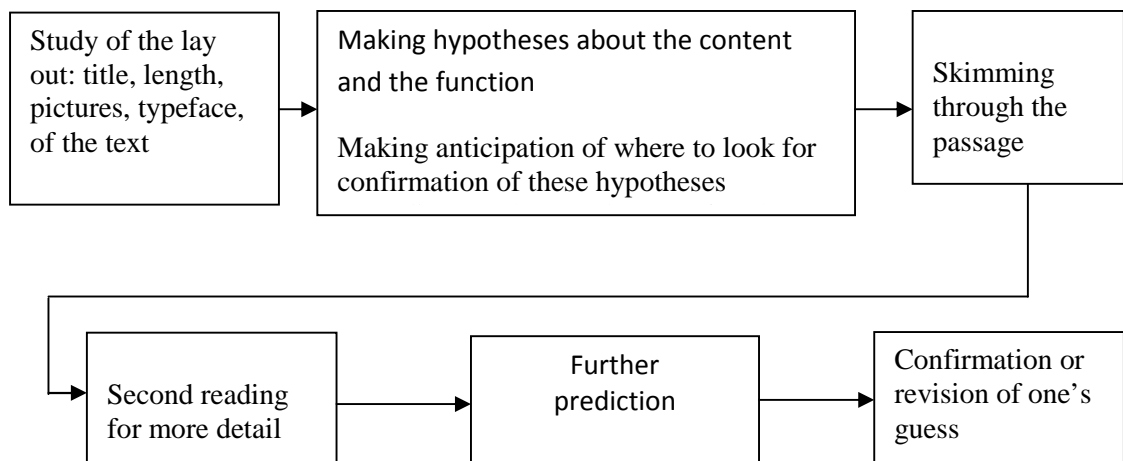 Study of the lay
out: title, length,
pictures, typeface,
of the text
Making hypotheses about the content
and the function
Making anticipation of where to look for
confirmation of these hypotheses
Skimming
through the
passage
Second reading
for more detail
Further
prediction
Confirmation or
revision of one’s
guess